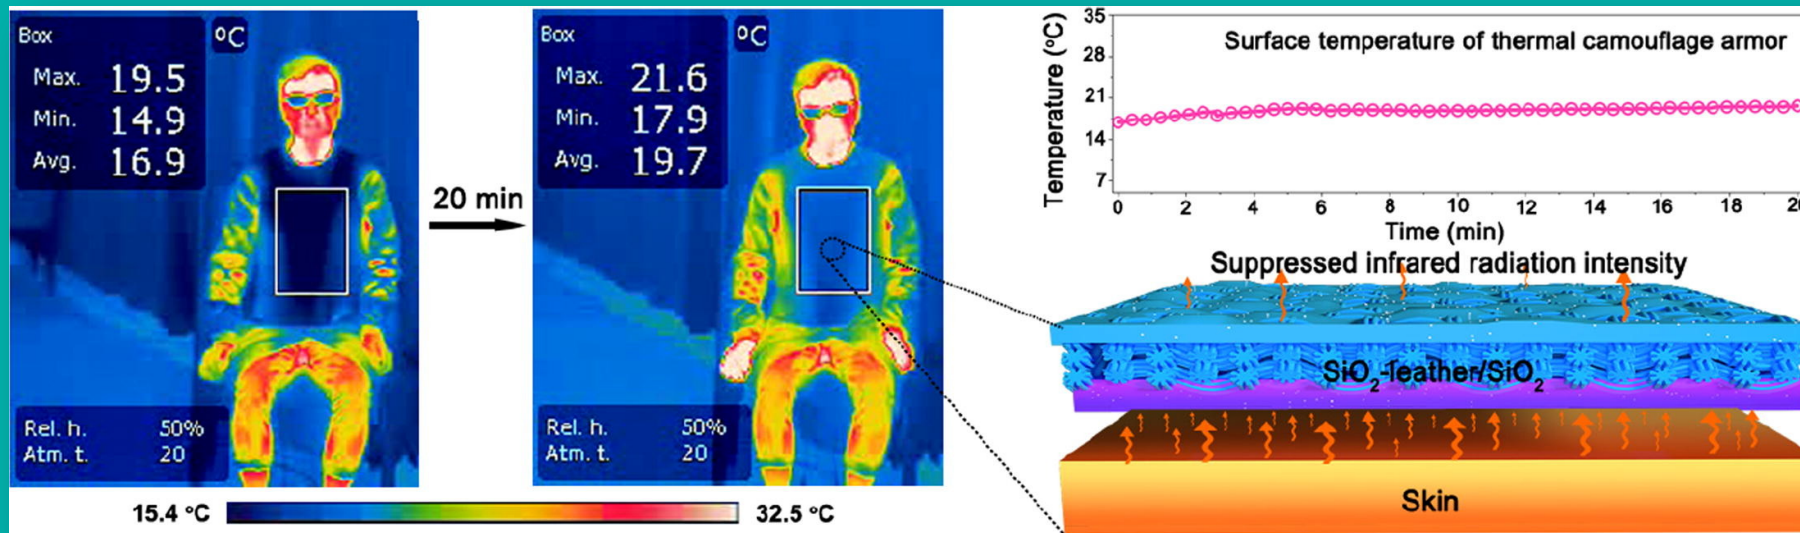 Box
°C
Max. 19.5
Min. 14.9
Avg. 16.9
Rel. h. 50%
Atm. t. 20
20 min
Box
°C
Max. 21.6
Min. 17.9
Avg. 19.7
Rel. h. 50%
Atm. t. 20
15.4 °C
32.5 °C
Surface temperature of thermal camouflage armor
Temperature (°C)
35
28
21
14
7
0 2 4 6 8 10 12 14 16 18 20
Time (min)
Suppressed infrared radiation intensity
SiO₂-leather/SiO₂
Skin